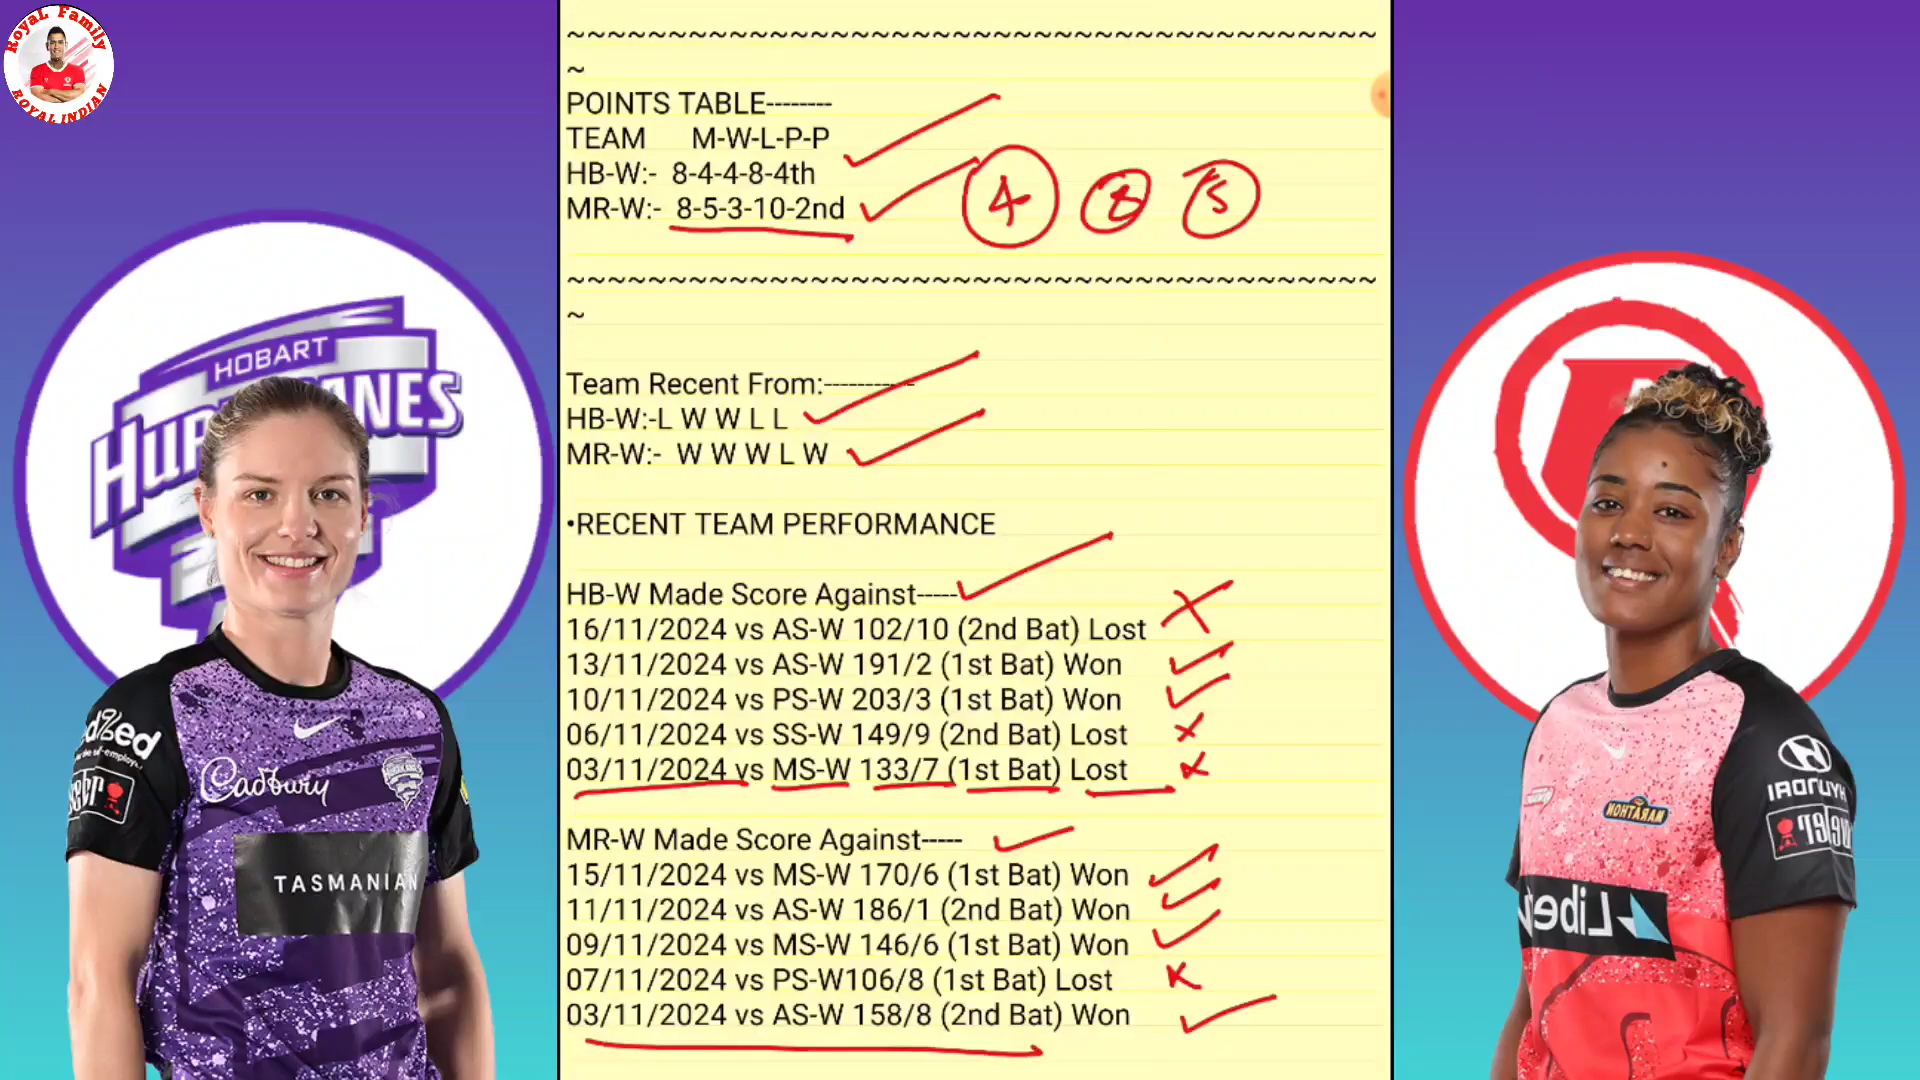 Royal Family
ROYAL INDIAN
~~~~~~~~~~~~~~~~~~~~~~~~~~~~~~~~~~~~~~~~
~
POINTS TABLE--------
TEAM M-W-L-P-P
HB-W:- 8-4-4-8-4th
MR-W:- 8-5-3-10-2nd
4 5
~~~~~~~~~~~~~~~~~~~~~~~~~~~~~~~~~~~~~~~~
~
Team Recent From:-----------
HB-W:-L W W L L
MR-W:- W W W L W
•RECENT TEAM PERFORMANCE
HB-W Made Score Against-----
16/11/2024 vs AS-W 102/10 (2nd Bat) Lost
13/11/2024 vs AS-W 191/2 (1st Bat) Won
10/11/2024 vs PS-W 203/3 (1st Bat) Won
06/11/2024 vs SS-W 149/9 (2nd Bat) Lost
03/11/2024 vs MS-W 133/7 (1st Bat) Lost
MR-W Made Score Against-----
15/11/2024 vs MS-W 170/6 (1st Bat) Won
11/11/2024 vs AS-W 186/1 (2nd Bat) Won
09/11/2024 vs MS-W 146/6 (1st Bat) Won
07/11/2024 vs PS-W106/8 (1st Bat) Lost
03/11/2024 vs AS-W 158/8 (2nd Bat) Won
HOBART
Cadbury
TASMANIAN
HYUNDAI
MARATHON